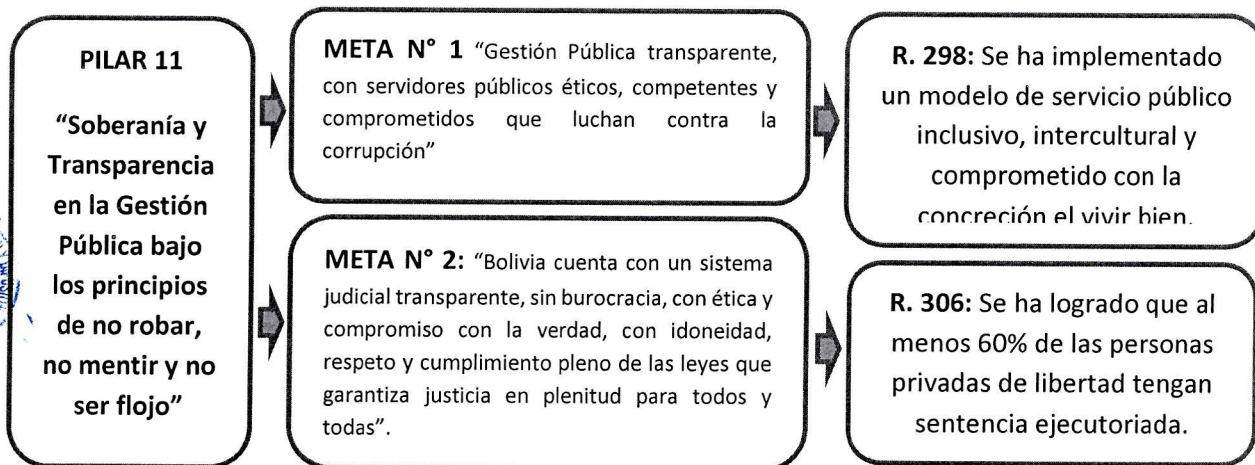 PILAR 11
“Soberanía y
Transparencia
en la Gestión
Pública bajo
los principios
de no robar,
no mentir y no
ser flojo”
META N° 1 “Gestión Pública transparente,
con servidores públicos éticos, competentes y
comprometidos que luchan contra la
corrupción”
R. 298: Se ha implementado
un modelo de servicio público
inclusivo, intercultural y
comprometido con la
concreción el vivir bien.
META N° 2: “Bolivia cuenta con un sistema
judicial transparente, sin burocracia, con ética y
compromiso con la verdad, con idoneidad,
respeto y cumplimiento pleno de las leyes que
garantiza justicia en plenitud para todos y
todas”.
R. 306: Se ha logrado que al
menos 60% de las personas
privadas de libertad tengan
sentencia ejecutoriada.